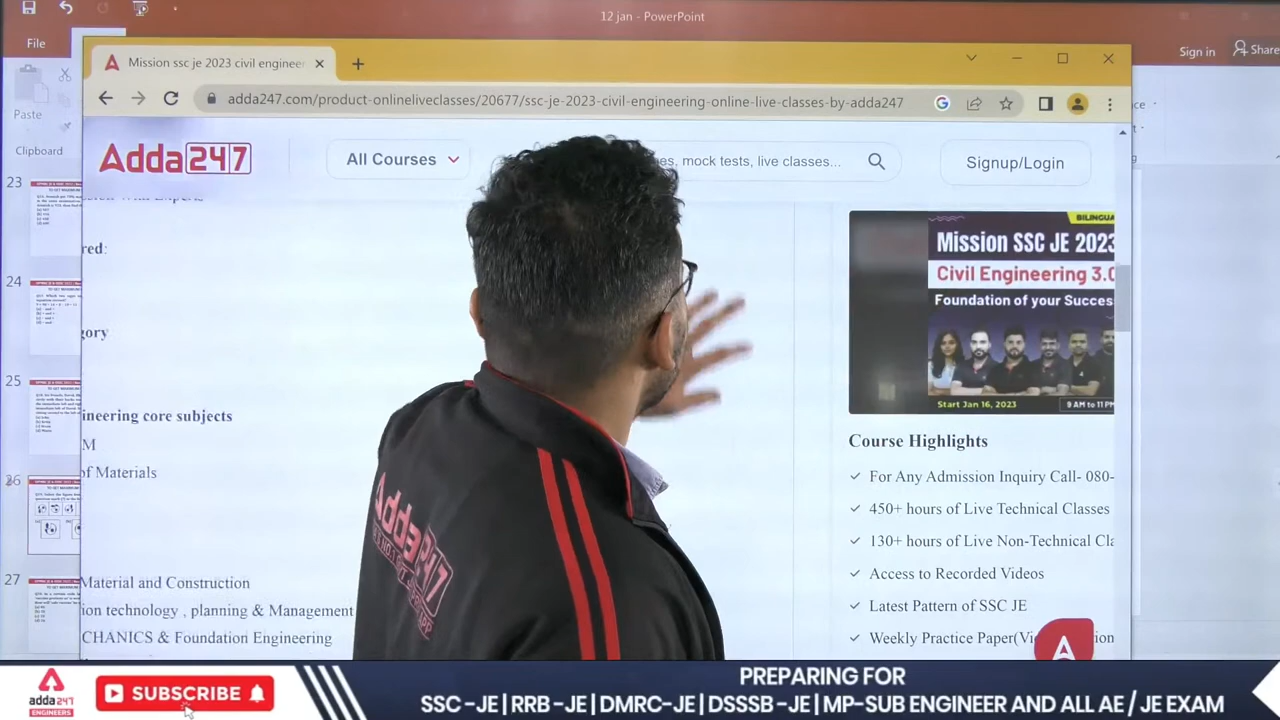 12 jan - PowerPoint
File
Sign in
Share
Paste
Clipboard
Mission ssc je 2023 civil enginee
adda247.com/product-onlineliveclasses/20677/ssc-je-2023-civil-engineering-online-live-classes-by-adda247
Adda247
All Courses
es, mock tests, live classes...
Signup/Login
23
24
25
26
27
red:
gory
ineering core subjects
M
of Materials
Material and Construction
ion technology , planning & Management
CHANICS & Foundation Engineering
BILINGUA
Mission SSC JE 2023
Civil Engineering 3.0
Foundation of your Succes
Start Jan 16, 2023
9 AM to 11 PM
Course Highlights
For Any Admission Inquiry Call- 080-
450+ hours of Live Technical Classes
130+ hours of Live Non-Technical Cla
Access to Recorded Videos
Latest Pattern of SSC JE
Weekly Practice Paper(Vi
Adda247
adda247
ENGINEERS
SUBSCRIBE
PREPARING FOR
SSC -JE | RRB -JE | DMRC-JE | DSSSB -JE | MP-SUB ENGINEER AND ALL AE / JE EXAM